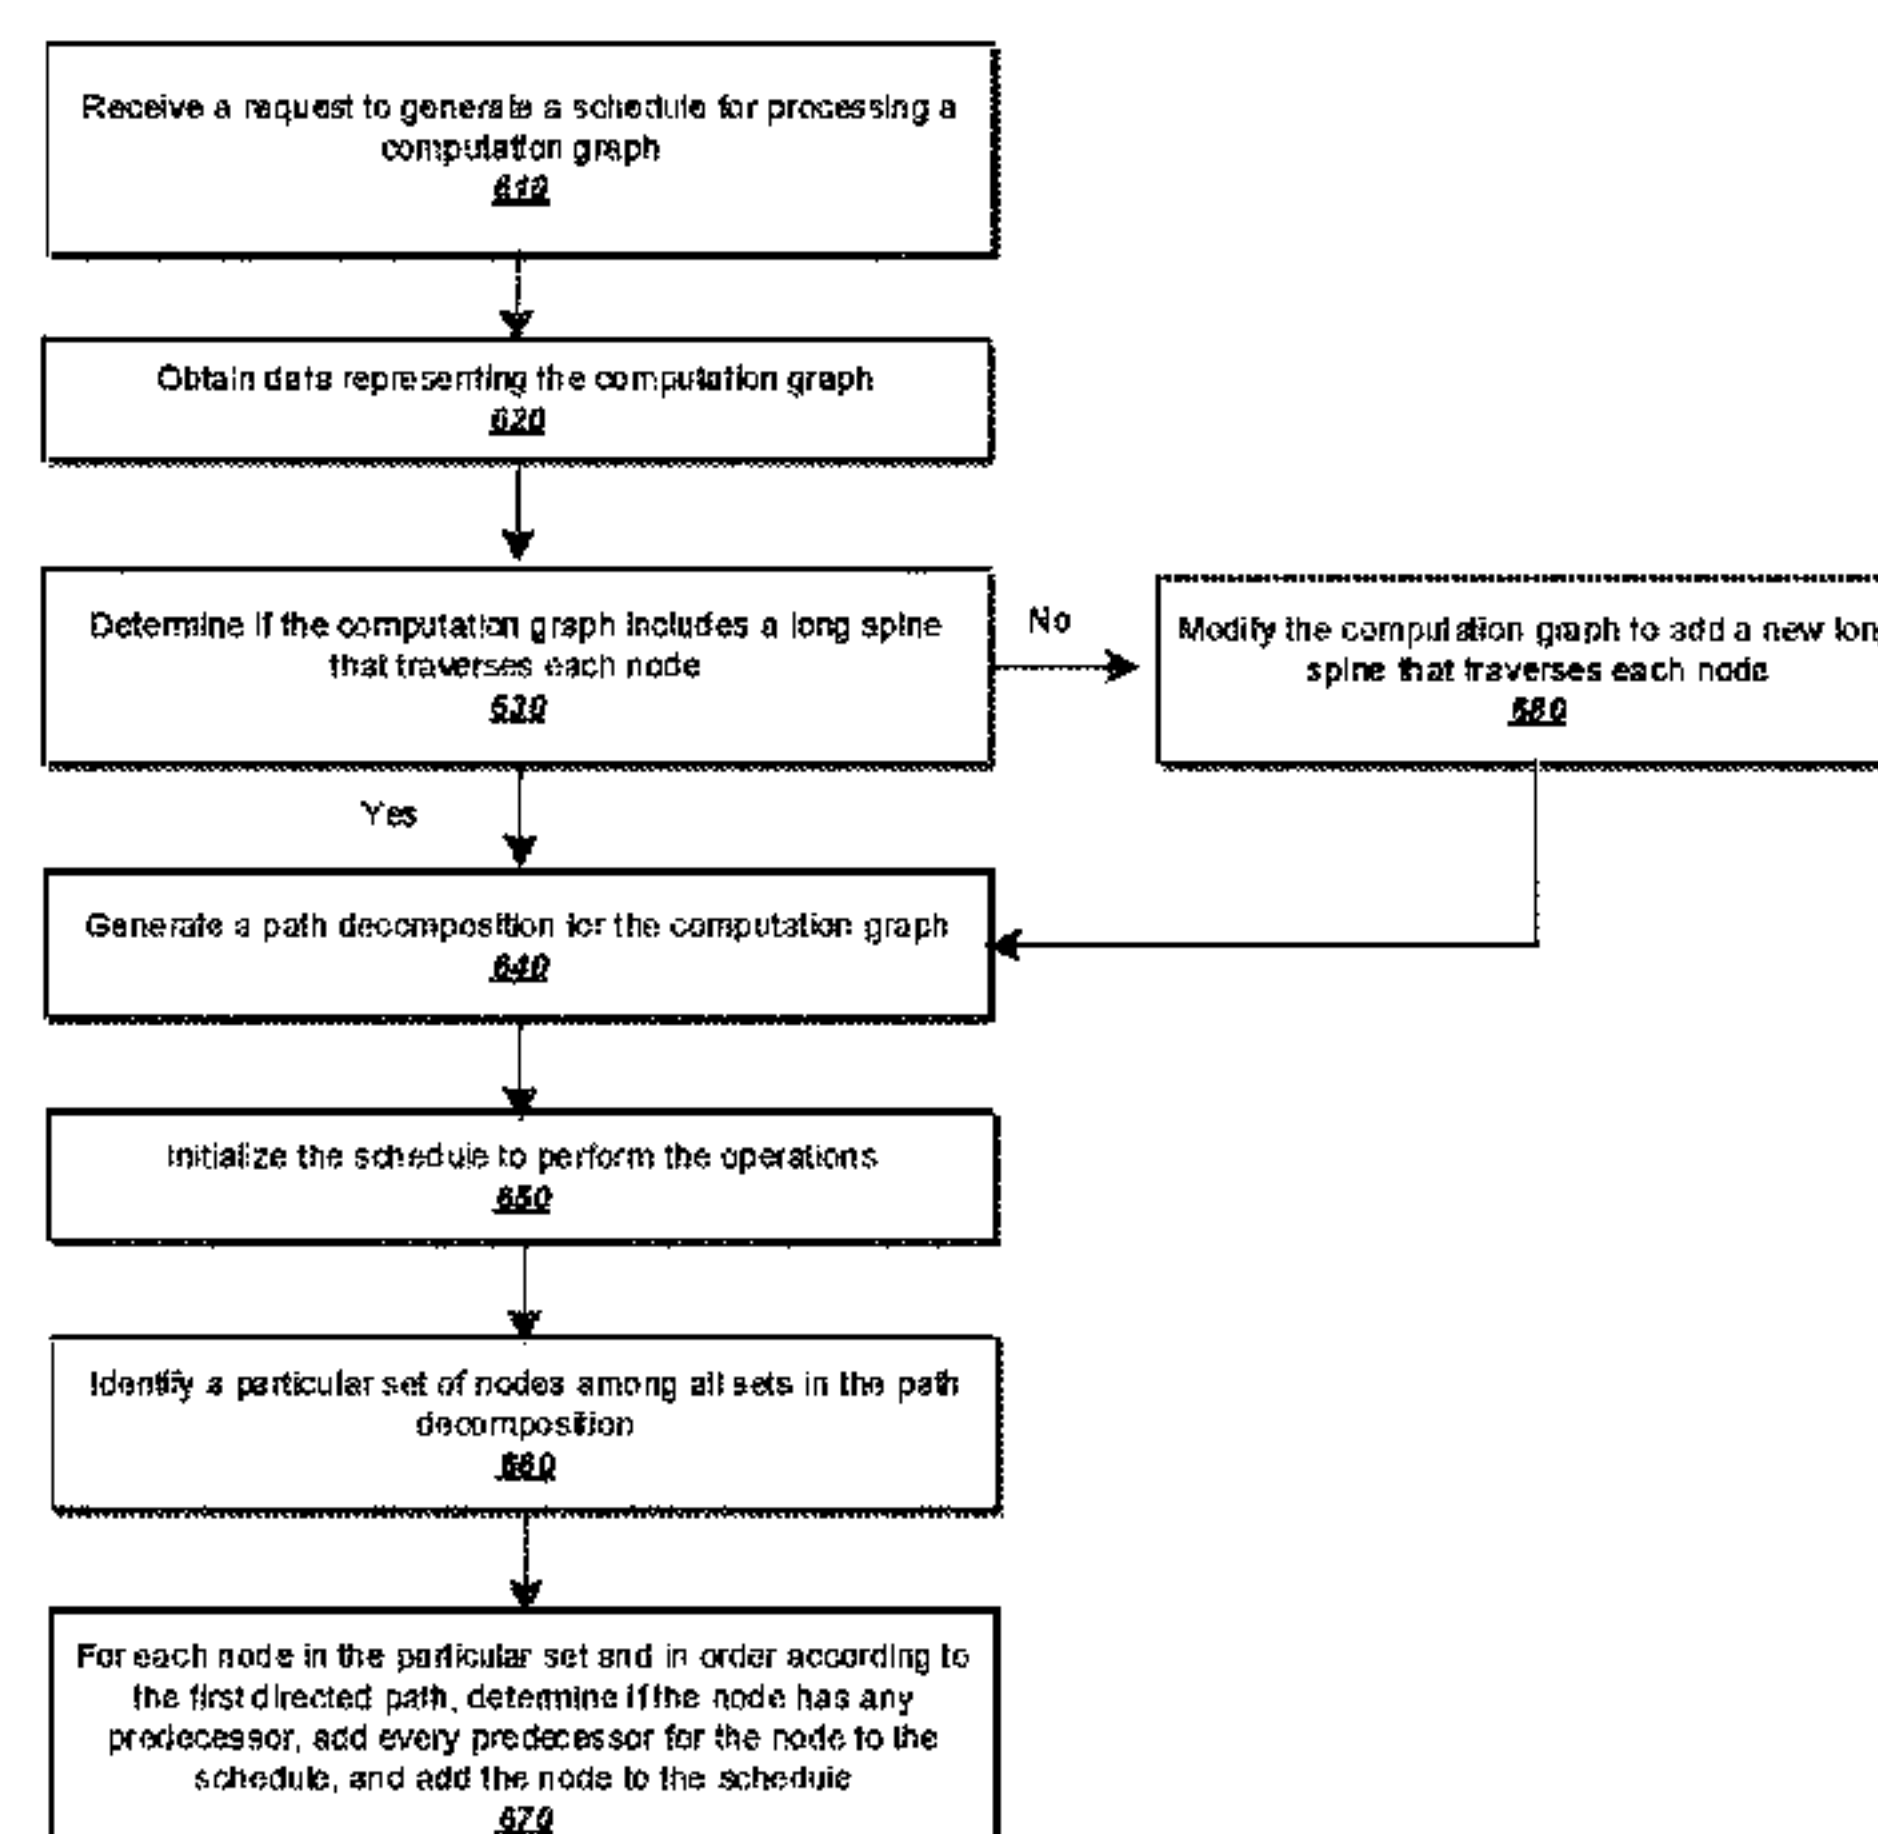 Receive a request to generate a schedule for processing a
computation graph
610
Obtain data representing the computation graph
620
Determine if the computation graph includes a long spine
that traverses each node
630
No
Modify the computation graph to add a new
spine that traverses each node
Yes
Generate a path decomposition for the computation graph
640
Initialize the schedule to perform the operations
650
Identify a particular set of nodes among all sets in the path
decomposition
660
For each node in the particular set and in order according to
the first directed path, determine if the node has any
predecessor, add every predecessor for the node to the
schedule, and add the node to the schedule
670